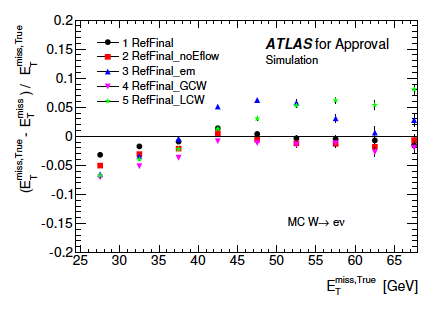 0.2
0.15
0.1
0.05
0
-0.05
-0.1
-0.15
-0.2
(E_T^miss,True - E_T^miss) / E_T^miss,True
1 RefFinal
2 RefFinal_noEflow
3 RefFinal_em
4 RefFinal_GCW
5 RefFinal_LCW
ATLAS for Approval
Simulation
MC W→ eν
25 30 35 40 45 50 55 60 65
E_T^miss,True [GeV]